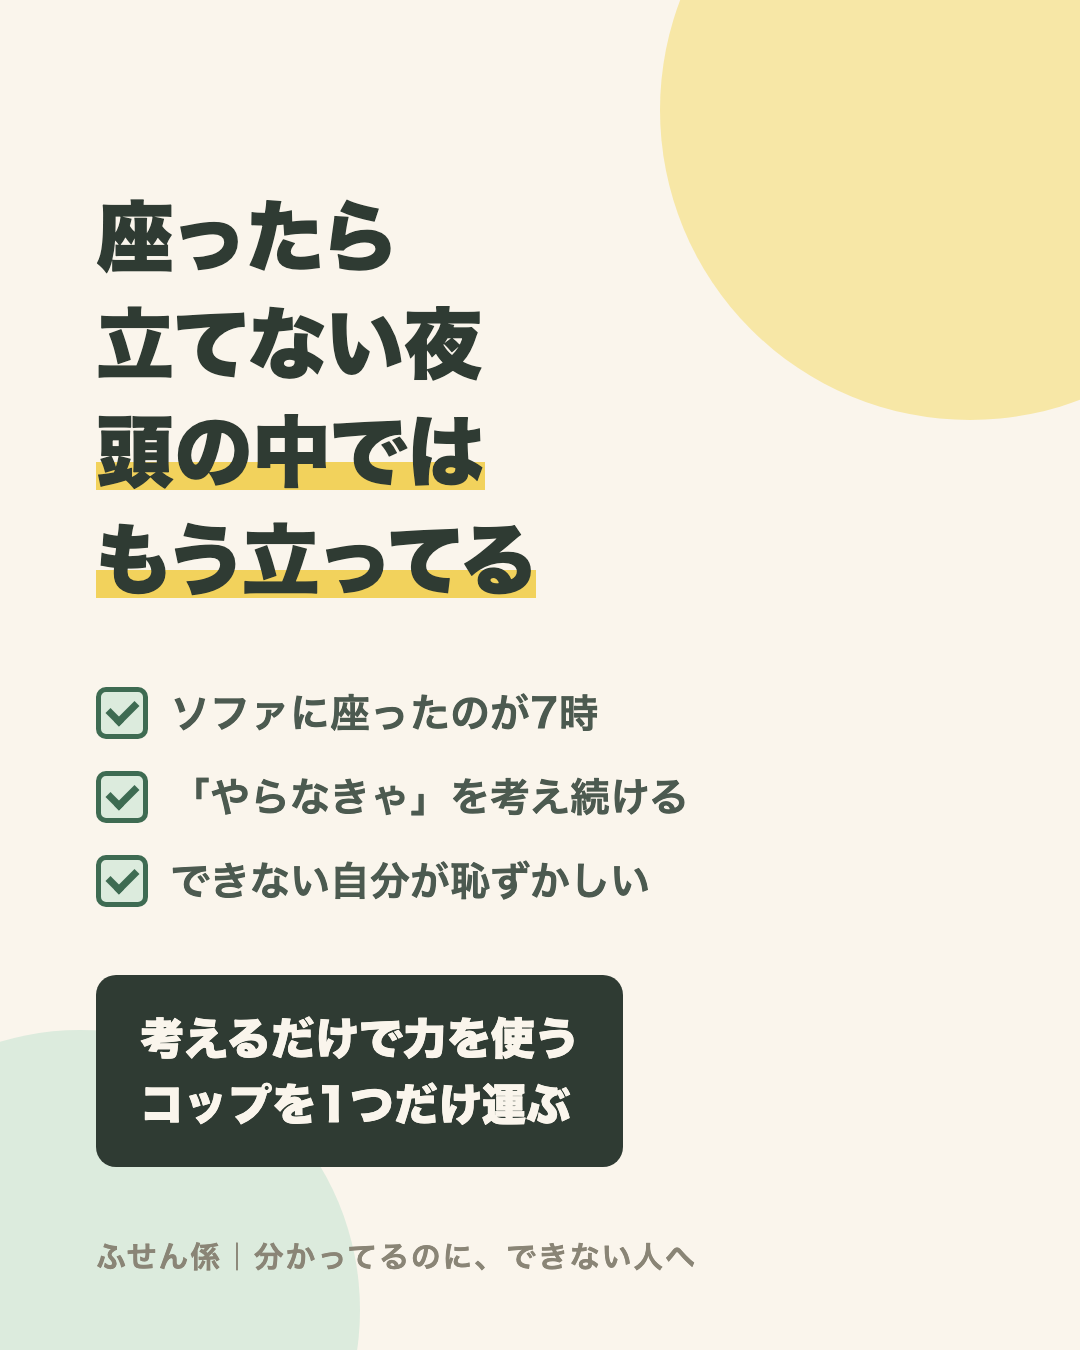 座ったら
立てない夜
頭の中では
もう立ってる
ソファに座ったのが7時
「やらなきゃ」を考え続ける
できない自分が恥ずかしい
考えるだけで力を使う
コップを1つだけ運ぶ
ふせん係｜分かってるのに、できない人へ